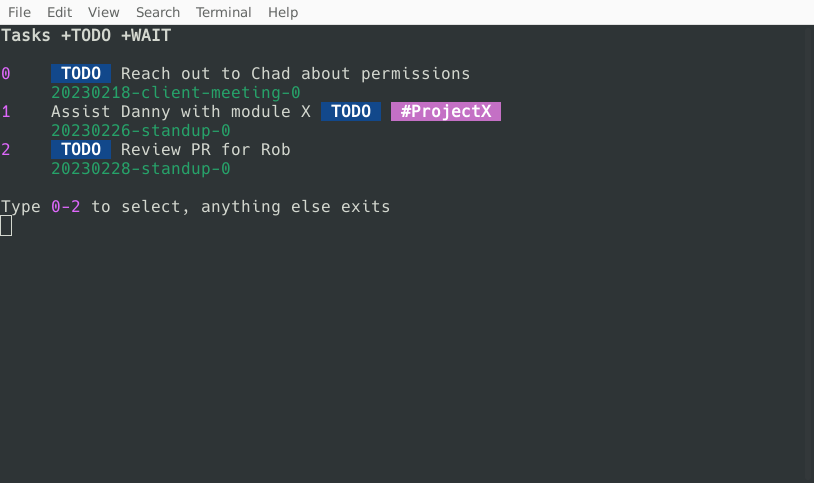 File Edit View Search Terminal Help
Tasks +TODO +WAIT
0 TODO Reach out to Chad about permissions
20230218-client-meeting-0
1 Assist Danny with module X TODO #ProjectX
20230226-standup-0
2 TODO Review PR for Rob
20230228-standup-0
Type 0-2 to select, anything else exits